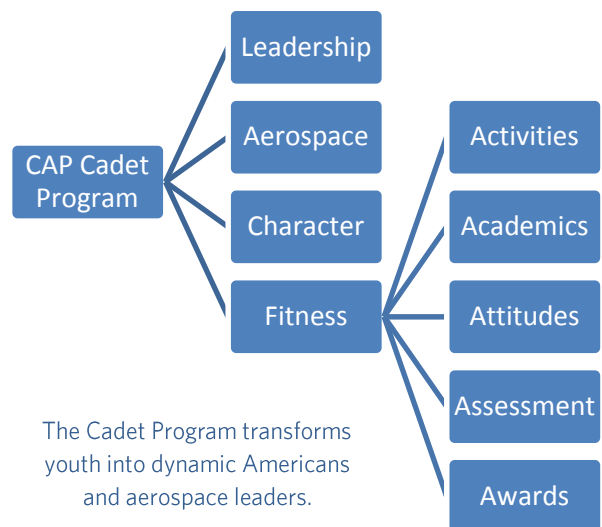 CAP Cadet
Program
Leadership
Aerospace
Character
Fitness
Activities
Academics
Attitudes
Assessment
Awards
The Cadet Program transforms
youth into dynamic Americans
and aerospace leaders.